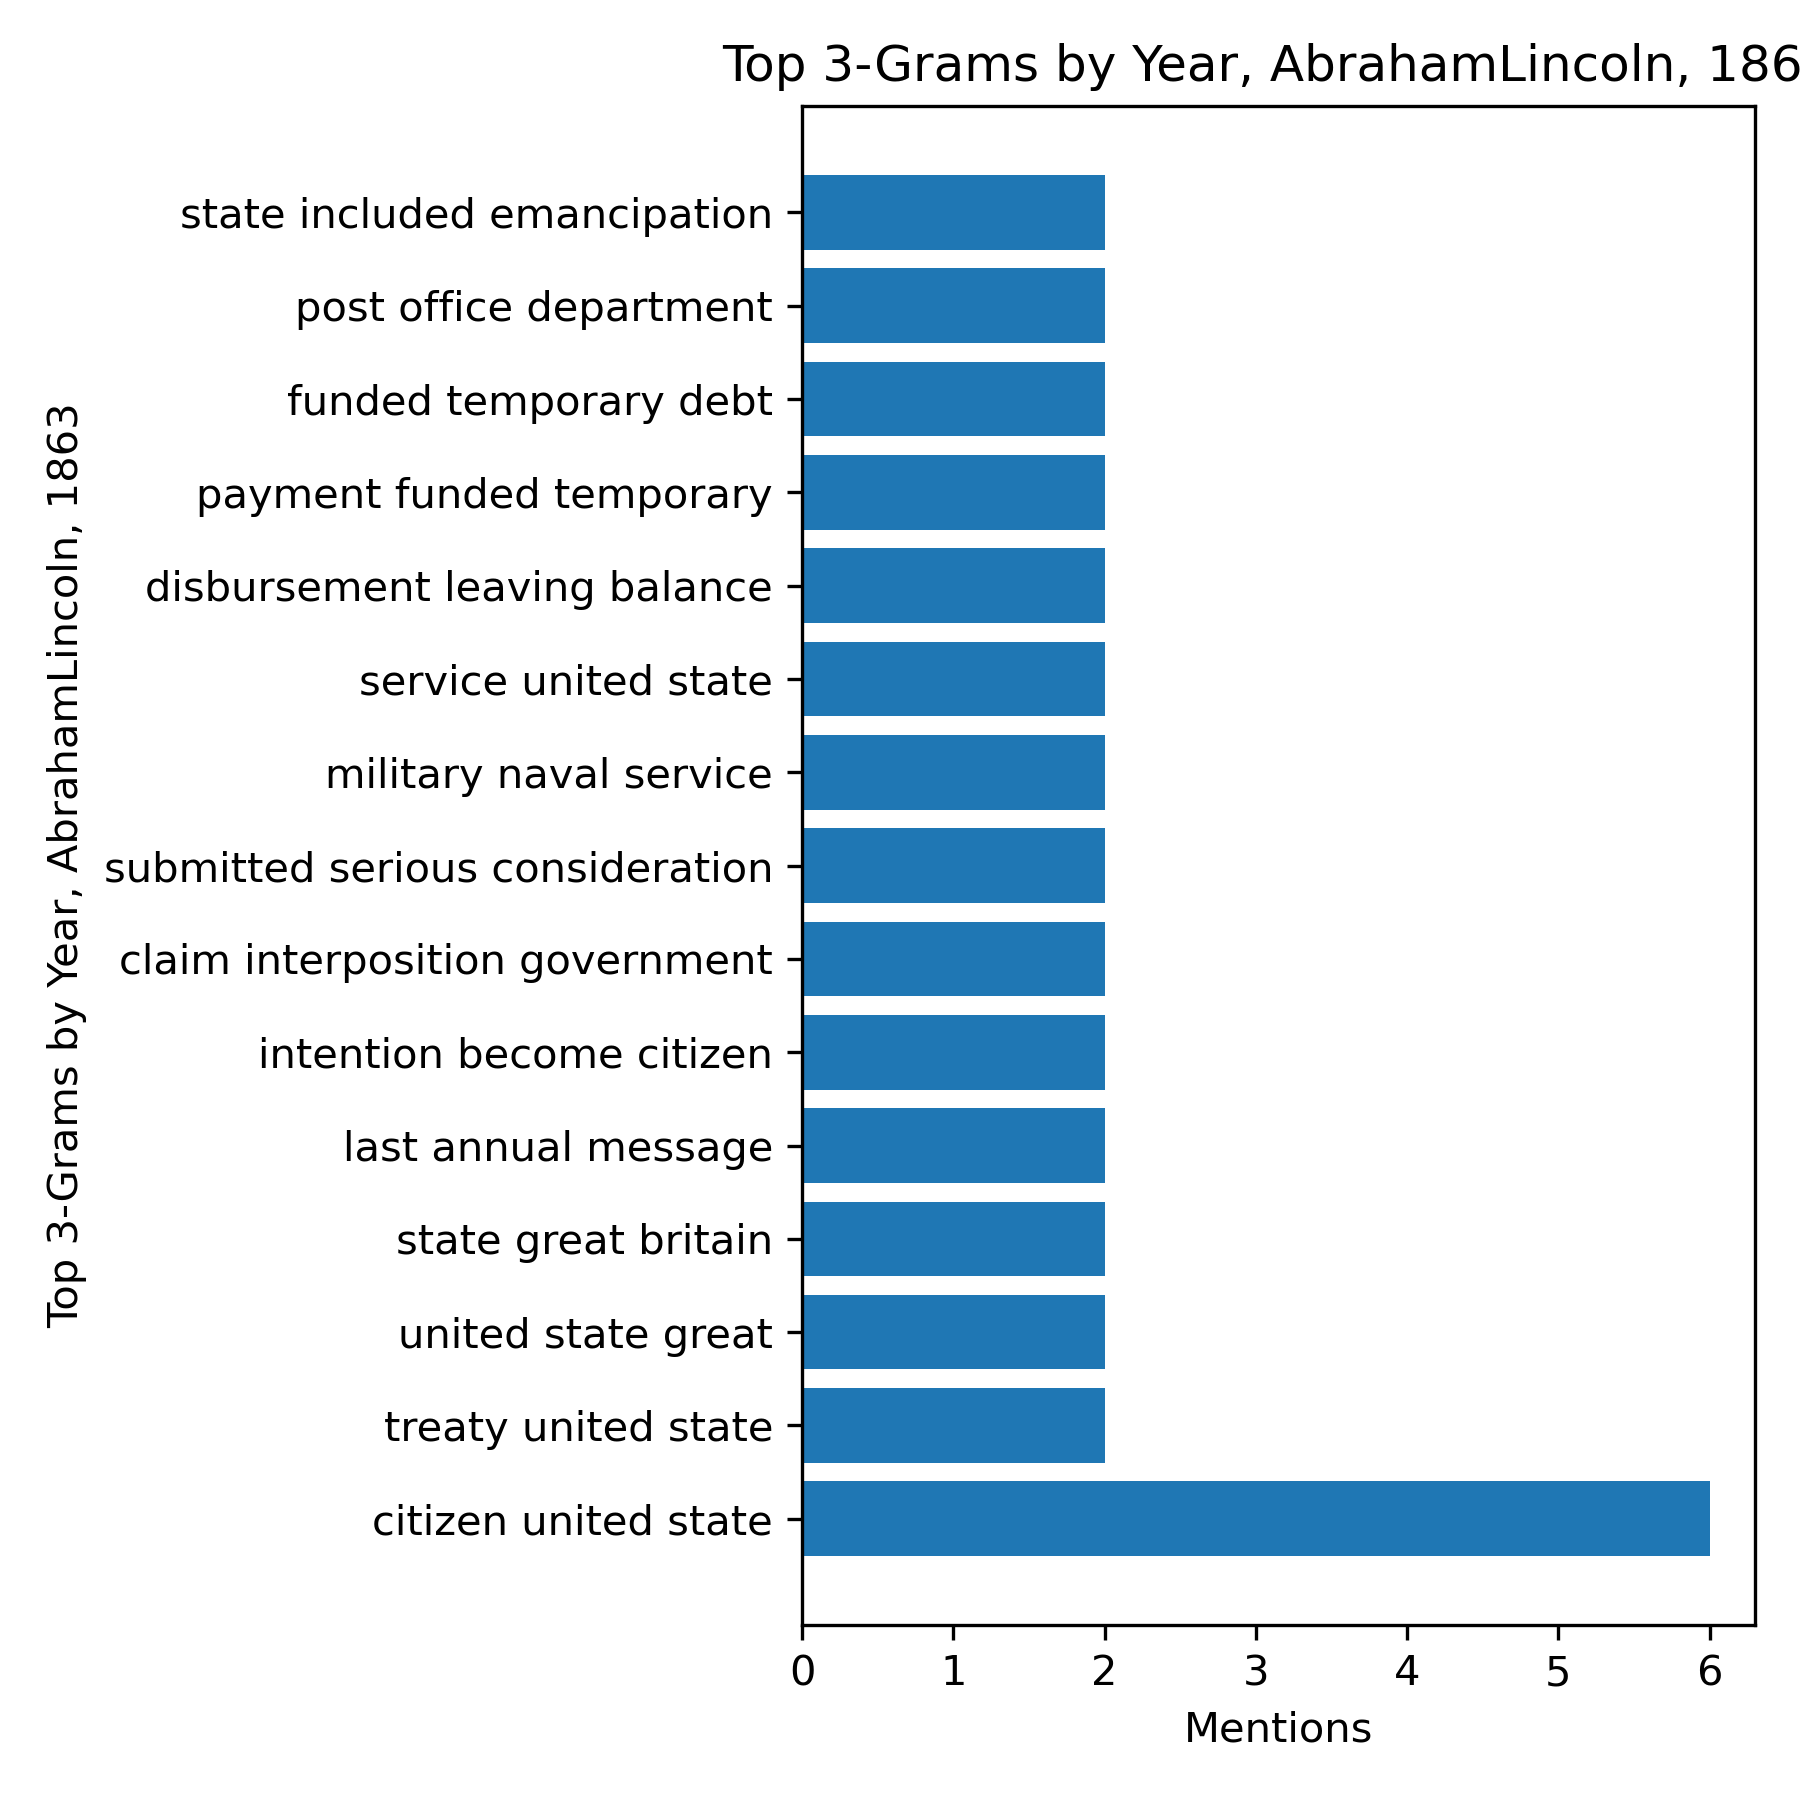 Top 3-Grams by Year, AbrahamLincoln, 186
Top 3-Grams by Year, AbrahamLincoln, 1863
state included emancipation
post office department
funded temporary debt
payment funded temporary
disbursement leaving balance
service united state
military naval service
submitted serious consideration
claim interposition government
intention become citizen
last annual message
state great britain
united state great
treaty united state
citizen united state
0 1 2 3 4 5 6
Mentions